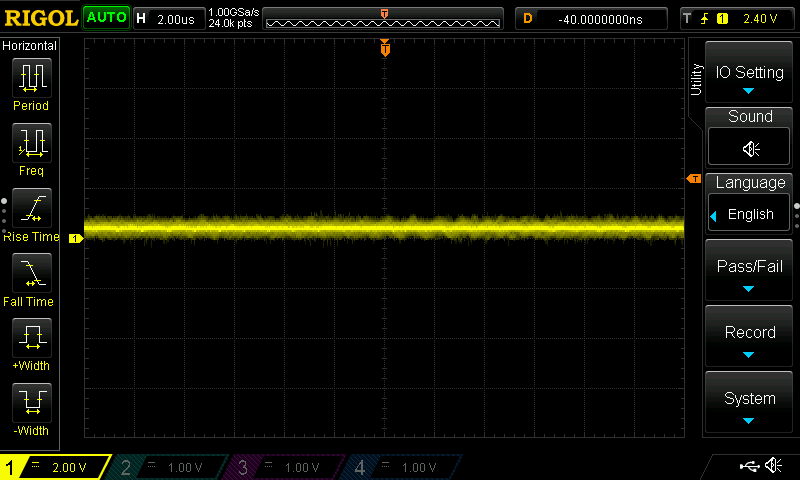 RIGOL AUTO H 2.00us 1.00GSa/s 24.0k pts T D -40.0000000ns T 1 2.40 V
Horizontal
Period
Freq
Rise Time
Fall Time
+Width
-Width
T
T
1
Utility
IO Setting
Sound
Language
English
Pass/Fail
Record
System
1 2.00 V 2 1.00 V 3 1.00 V 4 1.00 V